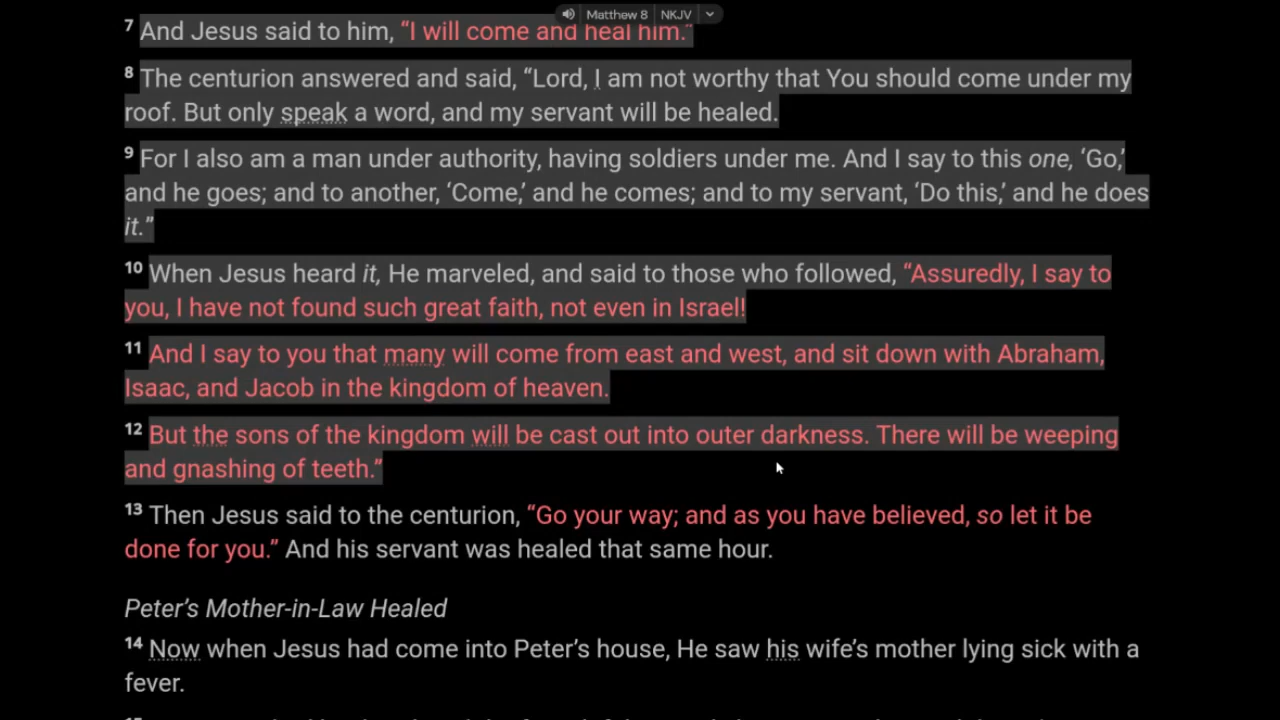 Matthew 8 NKJV
7 And Jesus said to him, “I will come and heal him.”
8 The centurion answered and said, “Lord, I am not worthy that You should come under my
roof. But only speak a word, and my servant will be healed.
9 For I also am a man under authority, having soldiers under me. And I say to this one, ‘Go,’
and he goes; and to another, ‘Come,’ and he comes; and to my servant, ‘Do this,’ and he does
it.”
10 When Jesus heard it, He marveled, and said to those who followed, “Assuredly, I say to
you, I have not found such great faith, not even in Israel!
11 And I say to you that many will come from east and west, and sit down with Abraham,
Isaac, and Jacob in the kingdom of heaven.
12 But the sons of the kingdom will be cast out into outer darkness. There will be weeping
and gnashing of teeth.”
13 Then Jesus said to the centurion, “Go your way; and as you have believed, so let it be
done for you.” And his servant was healed that same hour.
Peter’s Mother-in-Law Healed
14 Now when Jesus had come into Peter’s house, He saw his wife’s mother lying sick with a
fever.